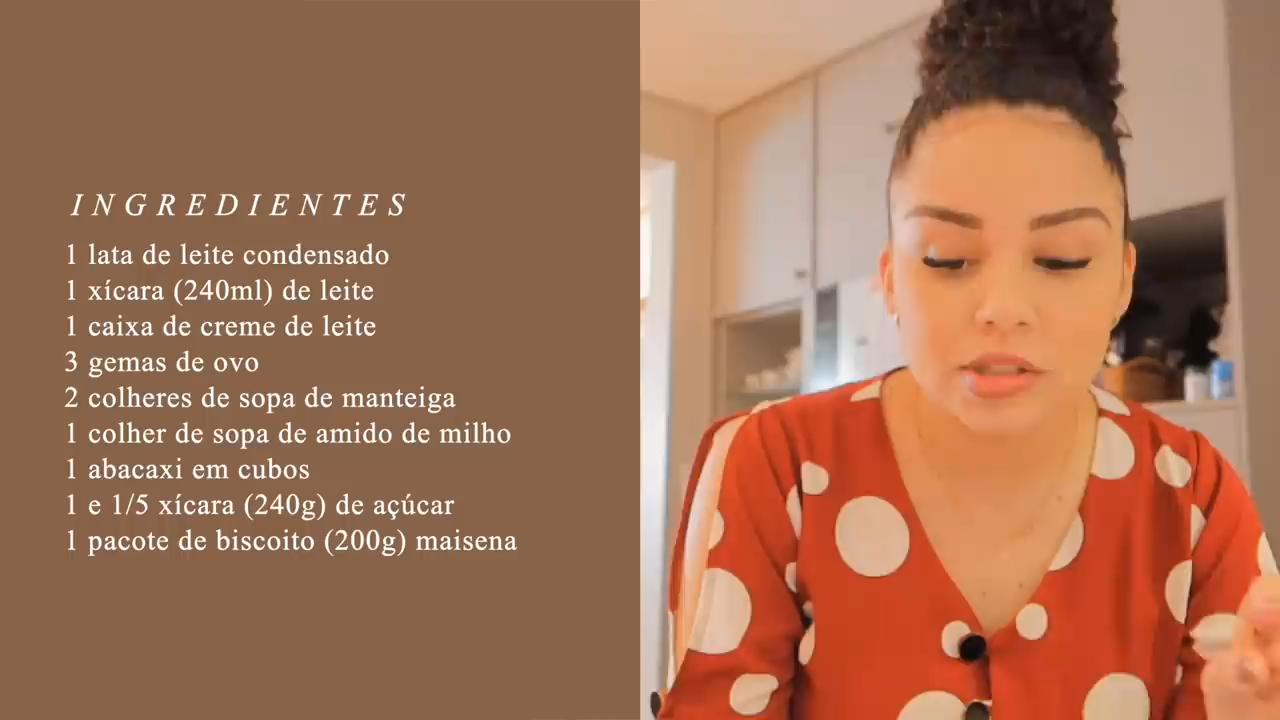 INGREDIENTES
1 lata de leite condensado
1 xícara (240ml) de leite
1 caixa de creme de leite
3 gemas de ovo
2 colheres de sopa de manteiga
1 colher de sopa de amido de milho
1 abacaxi em cubos
1 e 1/5 xícara (240g) de açúcar
1 pacote de biscoito (200g) maisena